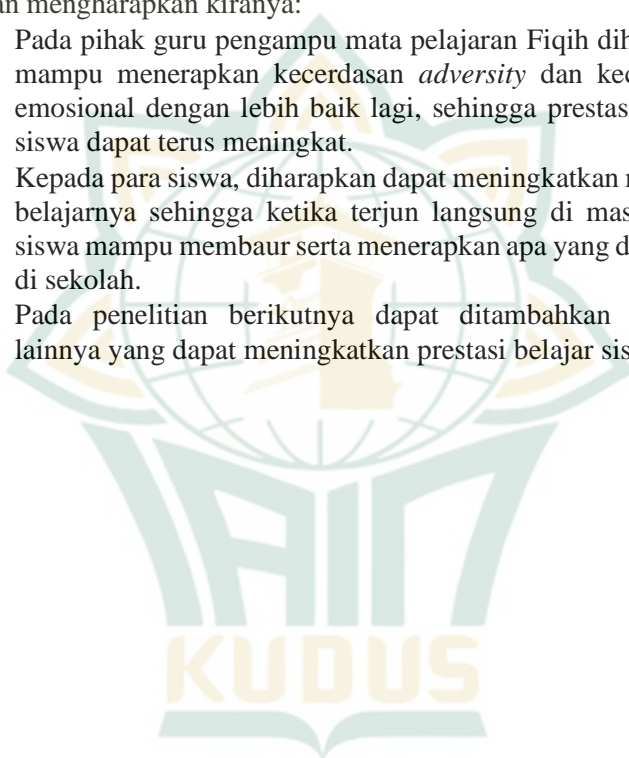 an mengharapkan kiranya:
Pada pihak guru pengampu mata pelajaran Fiqih dih
mampu menerapkan kecerdasan adversity dan kec
emosional dengan lebih baik lagi, sehingga prestas
siswa dapat terus meningkat.
Kepada para siswa, diharapkan dapat meningkatkan
belajarnya sehingga ketika terjun langsung di mas
siswa mampu membaur serta menerapkan apa yang d
di sekolah.
Pada penelitian berikutnya dapat ditambahkan
lainnya yang dapat meningkatkan prestasi belajar sis
IAIN
KUDUS